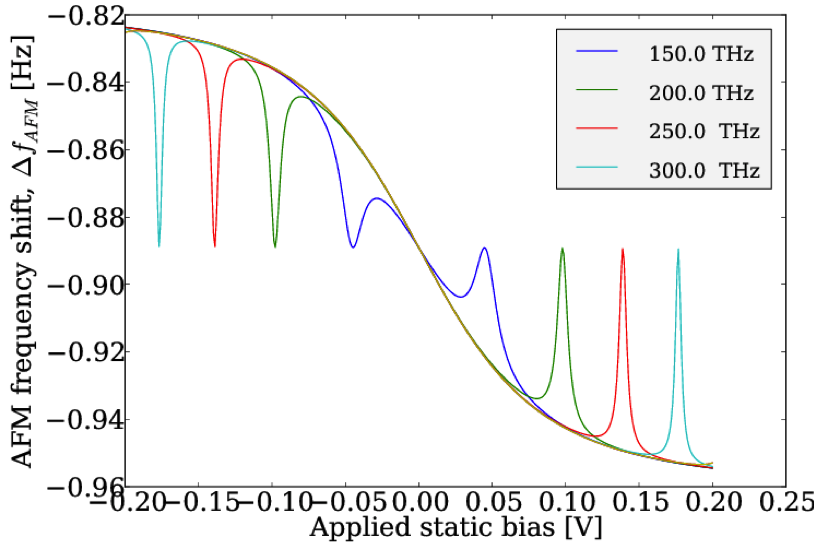 −0.82
−0.84
−0.86
−0.88
−0.90
−0.92
−0.94
−0.96
AFM frequency shift, Δf_AFM [Hz]
150.0 THz
200.0 THz
250.0 THz
300.0 THz
−0.20 −0.15 −0.10 −0.05 0.00 0.05 0.10 0.15 0.20 0.25
Applied static bias [V]